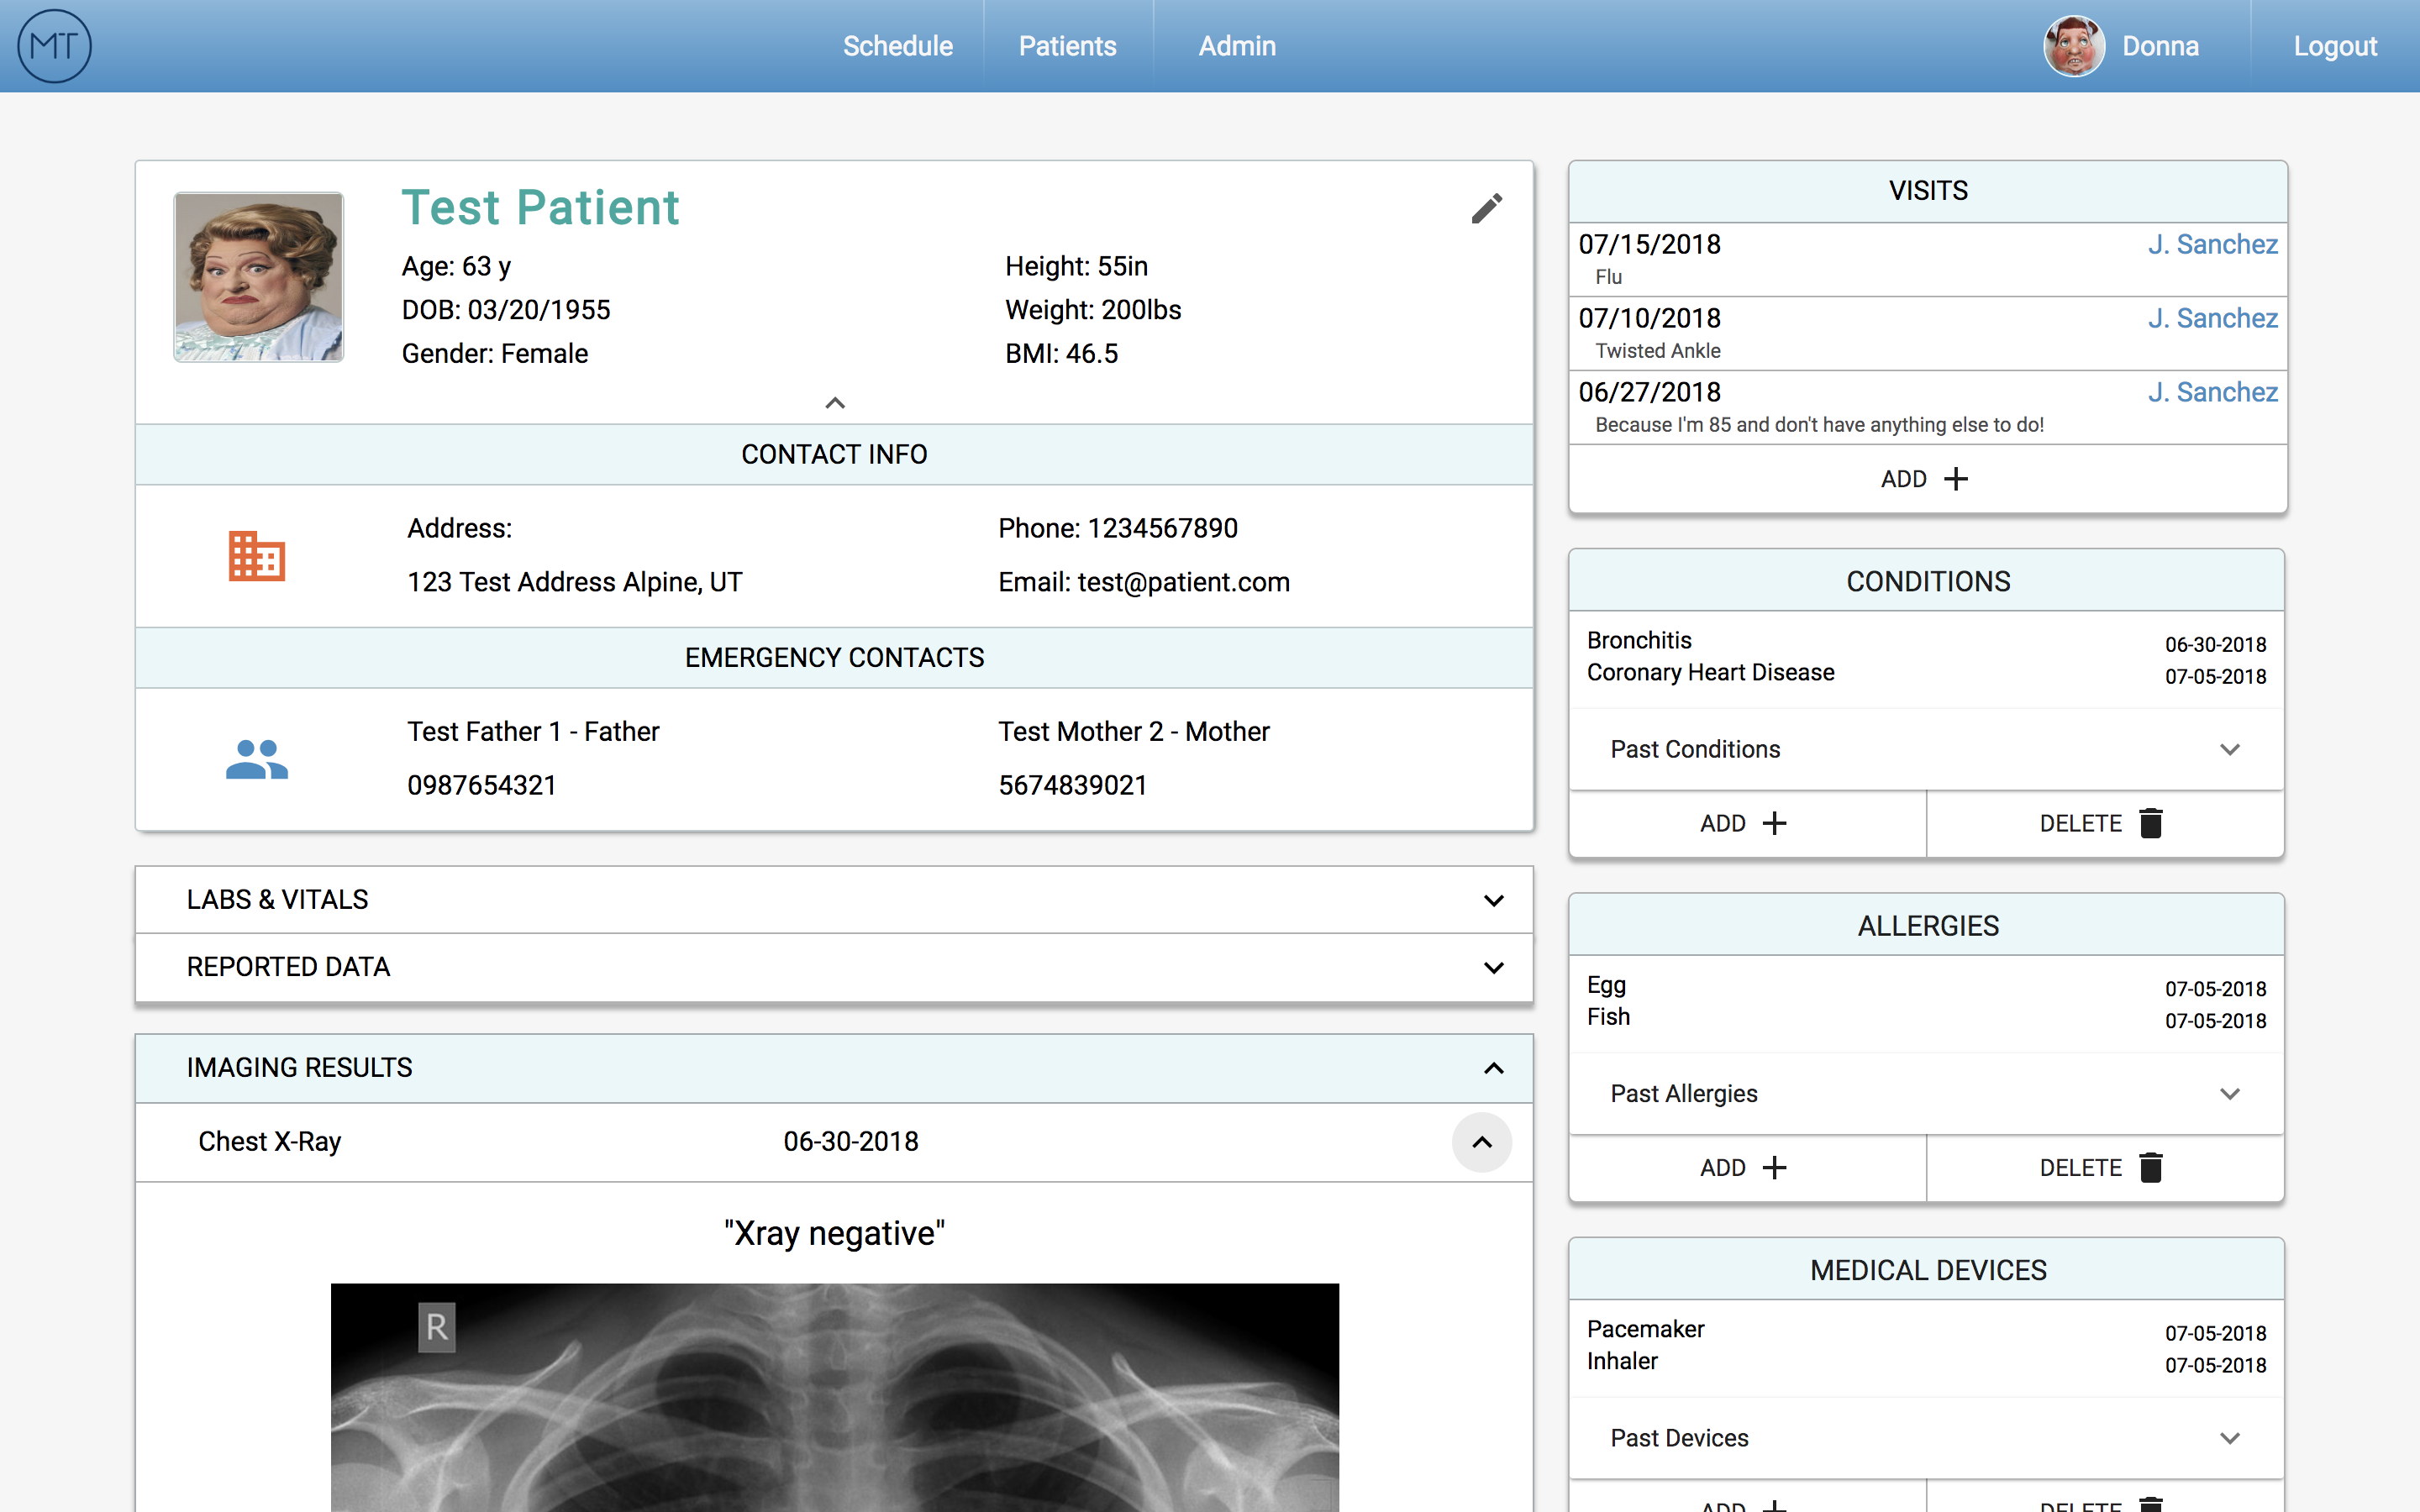 MT
Schedule
Patients
Admin
Donna
Logout
Test Patient
Age: 63 y
DOB: 03/20/1955
Gender: Female
Height: 55in
Weight: 200lbs
BMI: 46.5
CONTACT INFO
Address:
123 Test Address Alpine, UT
Phone: 1234567890
Email: test@patient.com
EMERGENCY CONTACTS
Test Father 1 - Father
0987654321
Test Mother 2 - Mother
5674839021
LABS & VITALS
REPORTED DATA
IMAGING RESULTS
Chest X-Ray 06-30-2018
"Xray negative"
R
VISITS
07/15/2018 J. Sanchez
Flu
07/10/2018 J. Sanchez
Twisted Ankle
06/27/2018 J. Sanchez
Because I'm 85 and don't have anything else to do!
ADD
CONDITIONS
Bronchitis 06-30-2018
Coronary Heart Disease 07-05-2018
Past Conditions
ADD DELETE
ALLERGIES
Egg 07-05-2018
Fish 07-05-2018
Past Allergies
ADD DELETE
MEDICAL DEVICES
Pacemaker 07-05-2018
Inhaler 07-05-2018
Past Devices
ADD DELETE